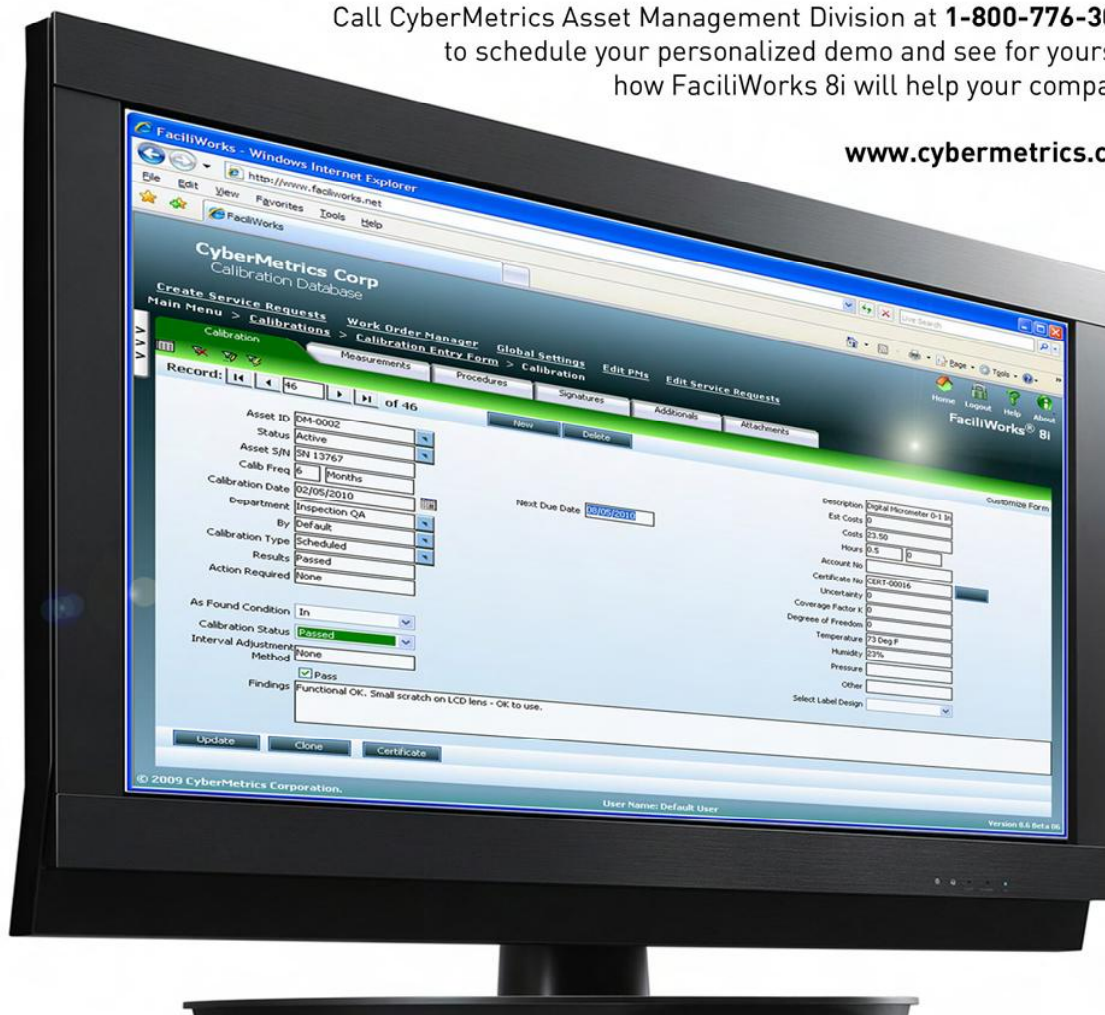 Call CyberMetrics Asset Management Division at 1-800-776-30
to schedule your personalized demo and see for yours
how FaciliWorks 8i will help your compa
www.cybermetrics.c
FaciliWorks - Windows Internet Explorer
http://www.faciliworks.net
Live Search
File Edit View Favorites Tools Help
FaciliWorks
Page Tools
CyberMetrics Corp
Calibration Database
Home Logout Help About
Create Service Requests Work Order Manager Global Settings Edit PMs Edit Service Requests
FaciliWorks® 8i
Main Menu > Calibrations > Calibration Entry Form > Calibration
Calibration Measurements Procedures Signatures Additionals Attachments
Record: 46 of 46
New Delete
Customize Form
Asset ID DM-0002
Status Active
Asset S/N SN 13767
Calib Freq 6 Months
Calibration Date 02/05/2010
Next Due Date 08/05/2010
Department Inspection QA
By Default
Calibration Type Scheduled
Results Passed
Action Required None
As Found Condition In
Calibration Status Passed
Interval Adjustment Method None
Pass
Findings Functional OK. Small scratch on LCD lens - OK to use.
Description Digital Micrometer 0-1 In
Est Costs 0
Costs 23.50
Hours 0.5 0
Account No
Certificate No CERT-00016
Uncertainty 0
Coverage Factor K 0
Degreee of Freedom 0
Temperature 73 Deg F
Humidity 23%
Pressure
Other
Select Label Design
Update Clone Certificate
© 2009 CyberMetrics Corporation.
User Name: Default User
Version 8.6 Beta 06